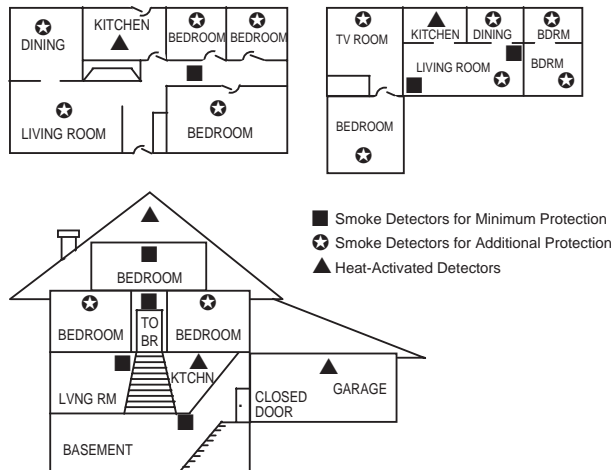 DINING
KITCHEN
BEDROOM
BEDROOM
LIVING ROOM
BEDROOM
TV ROOM
KITCHEN
DINING
BDRM
LIVING ROOM
BDRM
BEDROOM
Smoke Detectors for Minimum Protection
Smoke Detectors for Additional Protection
Heat-Activated Detectors
BEDROOM
BEDROOM
TO
BR
BEDROOM
LVNG RM
KTCHN
CLOSED
DOOR
GARAGE
BASEMENT